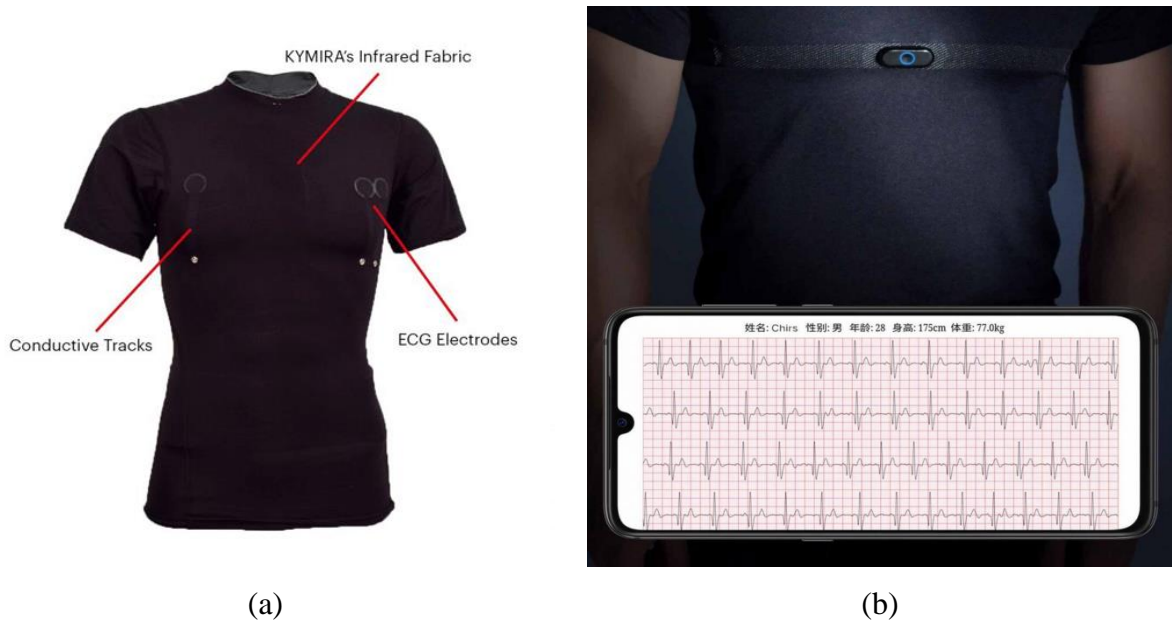 KYMIRA's Infrared Fabric
Conductive Tracks
ECG Electrodes
姓名: Chirs 性别: 男 年龄: 28 身高: 175cm 体重: 77.0kg
(a)
(b)